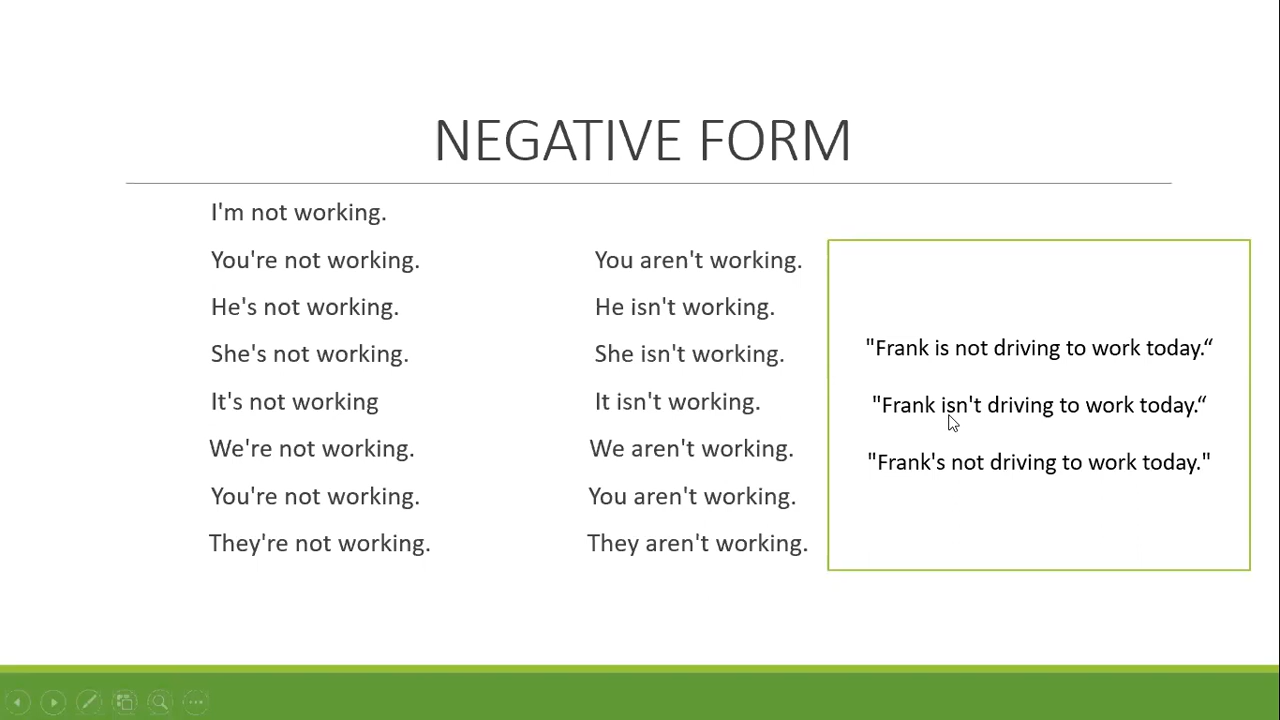 NEGATIVE FORM
I'm not working.
You're not working.
He's not working.
She's not working.
It's not working
We're not working.
You're not working.
They're not working.
You aren't working.
He isn't working.
She isn't working.
It isn't working.
We aren't working.
You aren't working.
They aren't working.
"Frank is not driving to work today.“
"Frank isn't driving to work today.“
"Frank's not driving to work today."